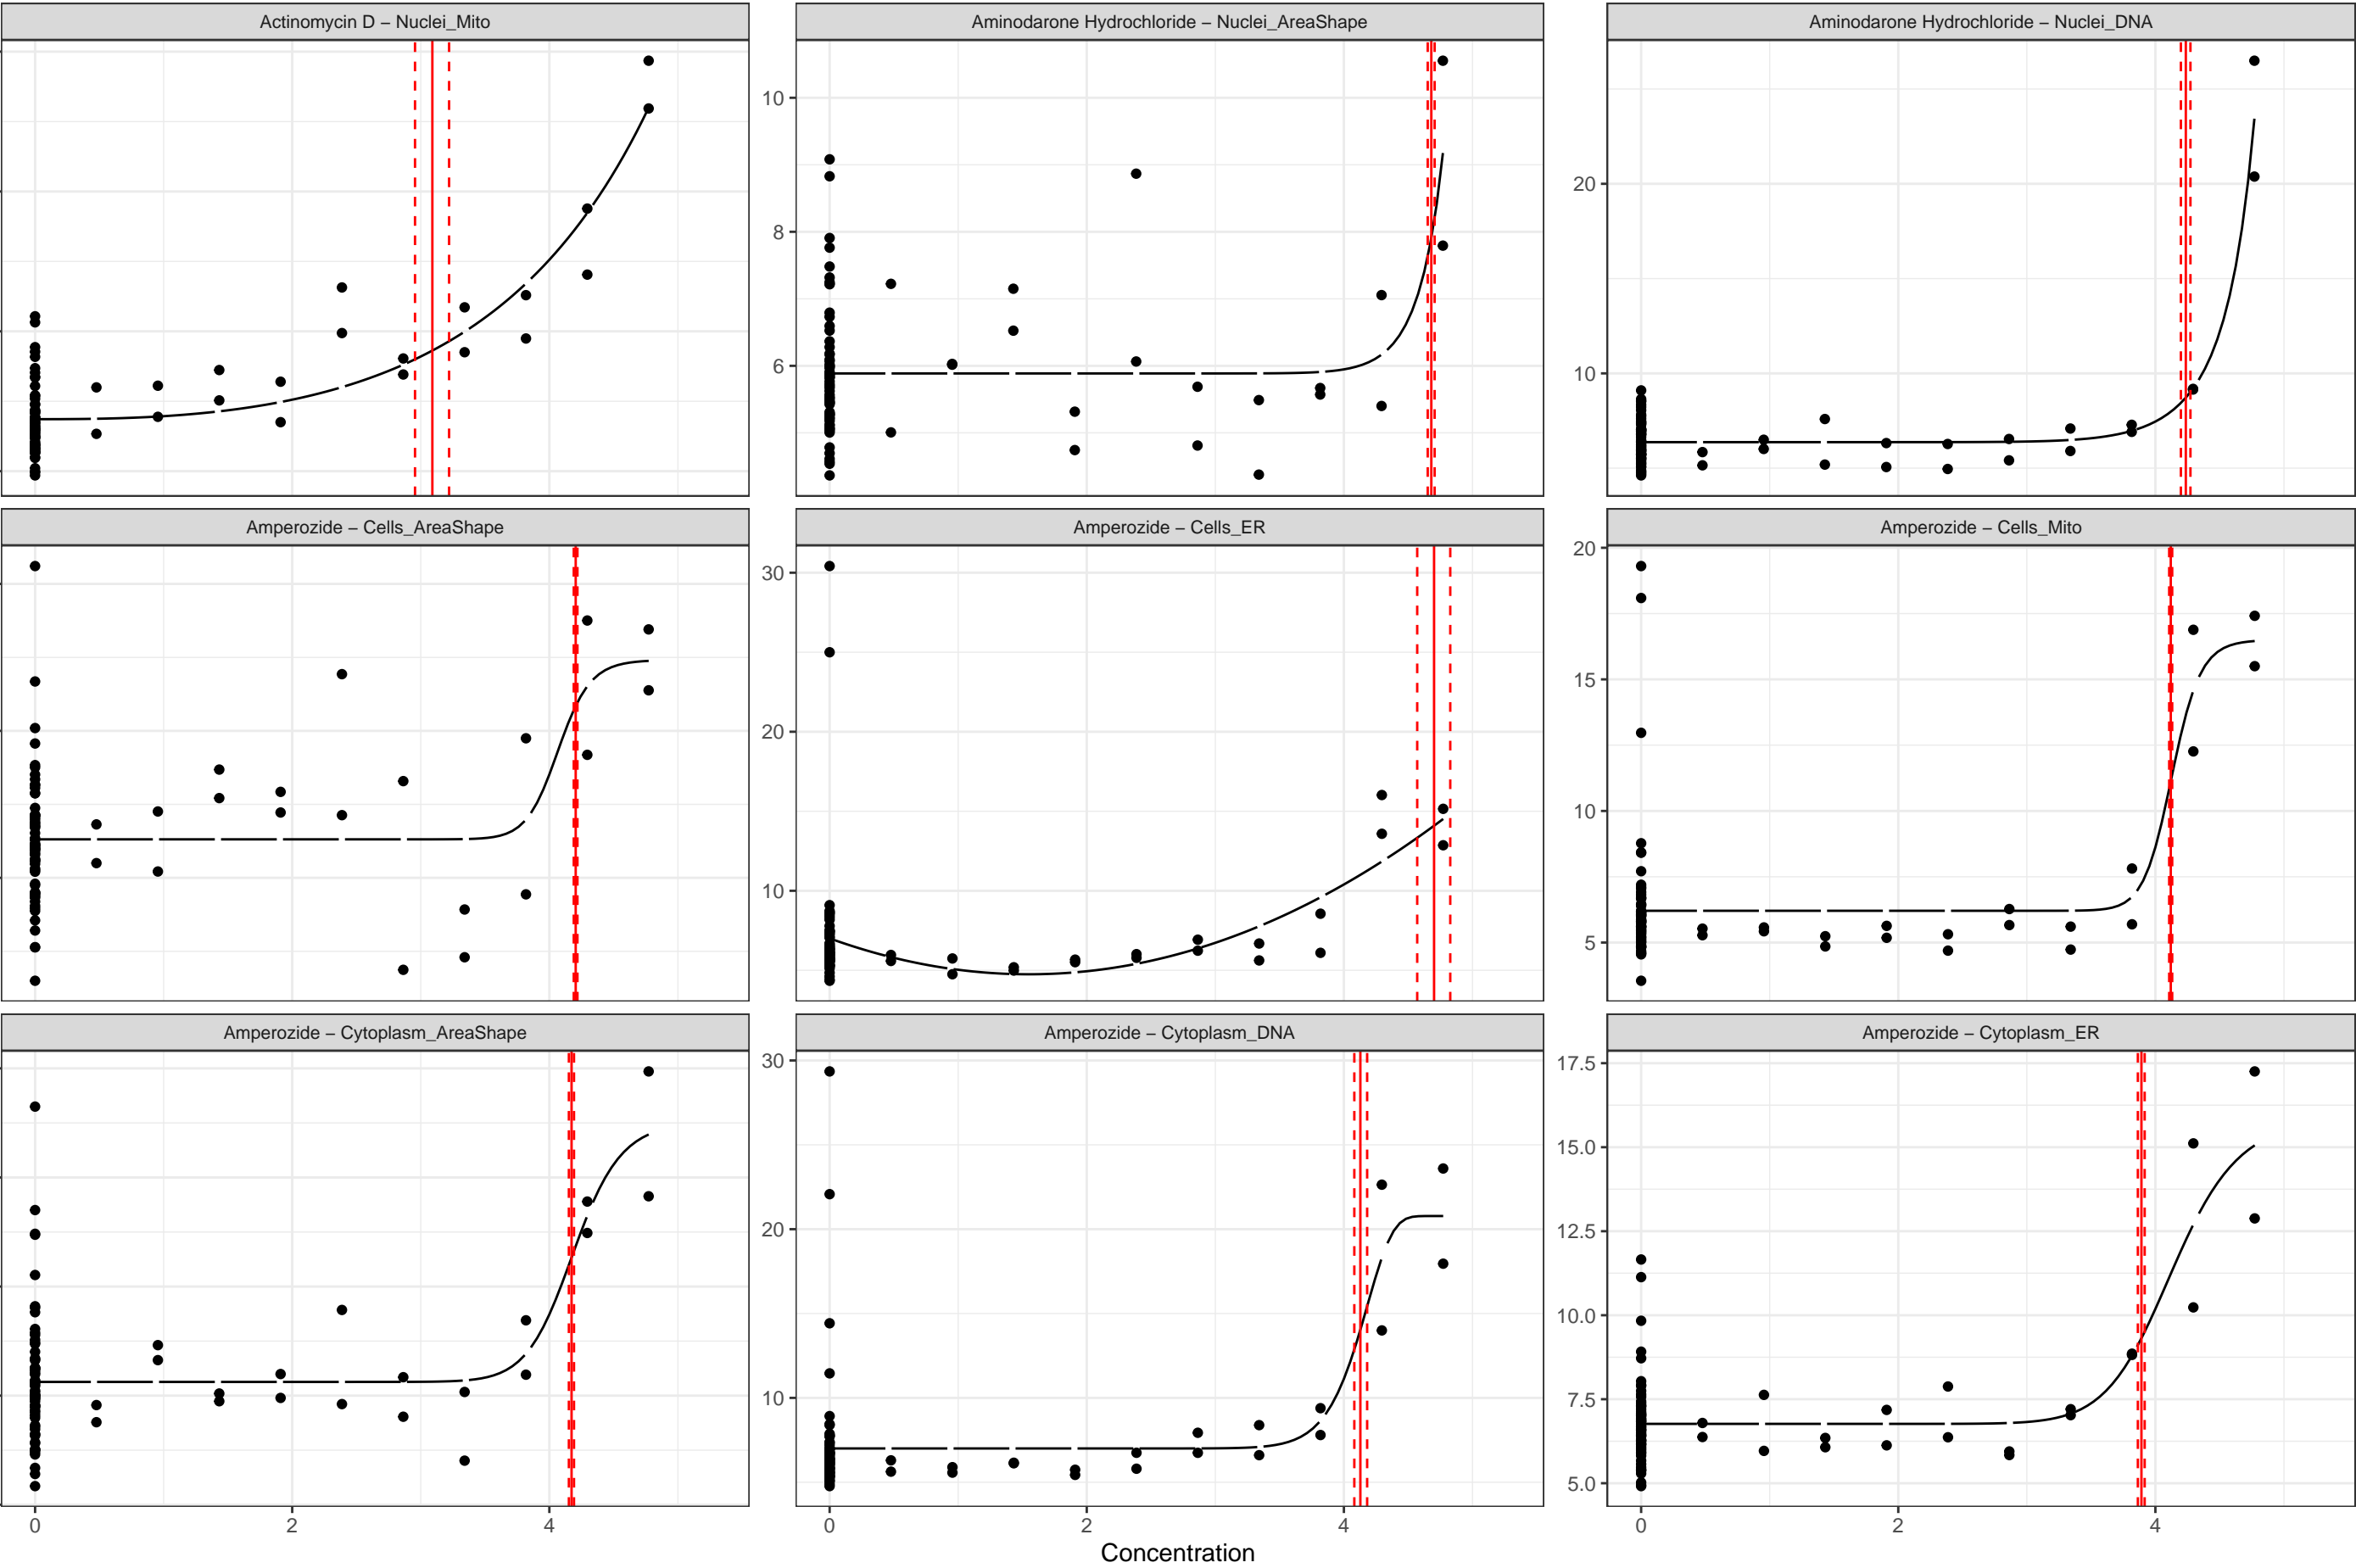 Actinomycin D – Nuclei_Mito
Aminodarone Hydrochloride – Nuclei_AreaShape
Aminodarone Hydrochloride – Nuclei_DNA
10
8
6
20
10
Amperozide – Cells_AreaShape
Amperozide – Cells_ER
Amperozide – Cells_Mito
30
20
10
20
15
10
5
Amperozide – Cytoplasm_AreaShape
Amperozide – Cytoplasm_DNA
Amperozide – Cytoplasm_ER
30
20
10
17.5
15.0
12.5
10.0
7.5
5.0
0 2 4
0 2 4
0 2 4
Concentration